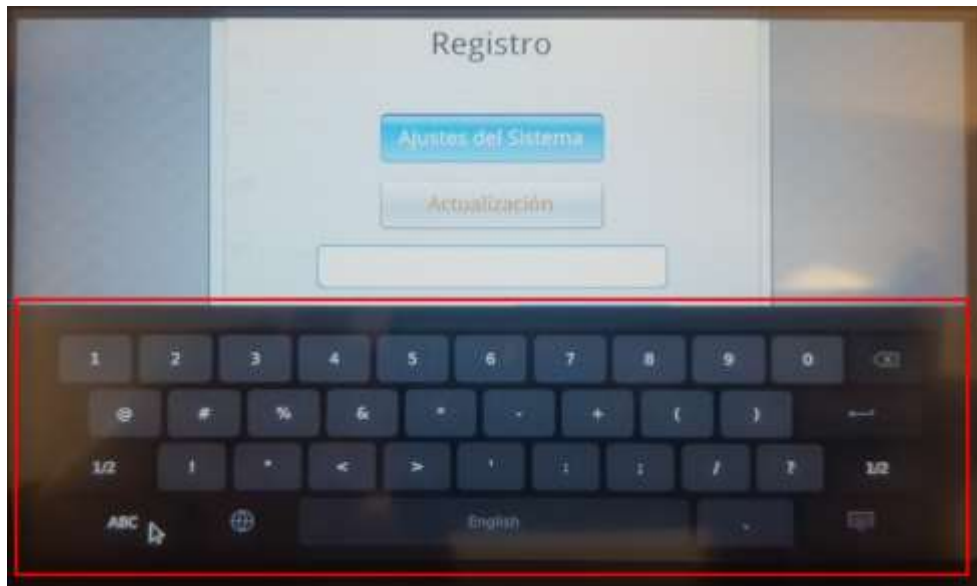 Registro
Ajustes del Sistema
Actualización
1 2 3 4 5 6 7 8 9 0
@ # % & * - + ( )
1/2 ! " < > ' : ; / ? 1/2
ABC English .